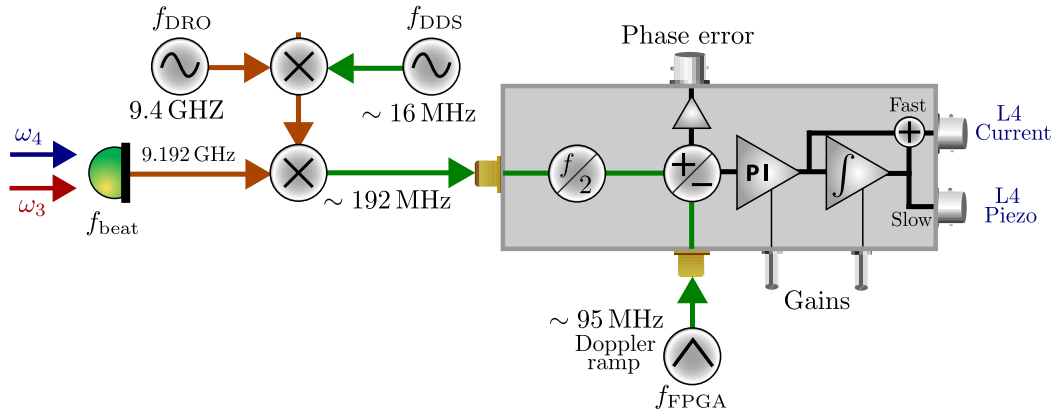 f_DRO
f_DDS
Phase error
9.4 GHZ
∼ 16 MHz
Fast
L4
Current
ω_4
9.192 GHz
f/2
+
−
PI
∫
+
ω_3
∼ 192 MHz
f_beat
Slow
L4
Piezo
Gains
∼ 95 MHz
Doppler
ramp
f_FPGA